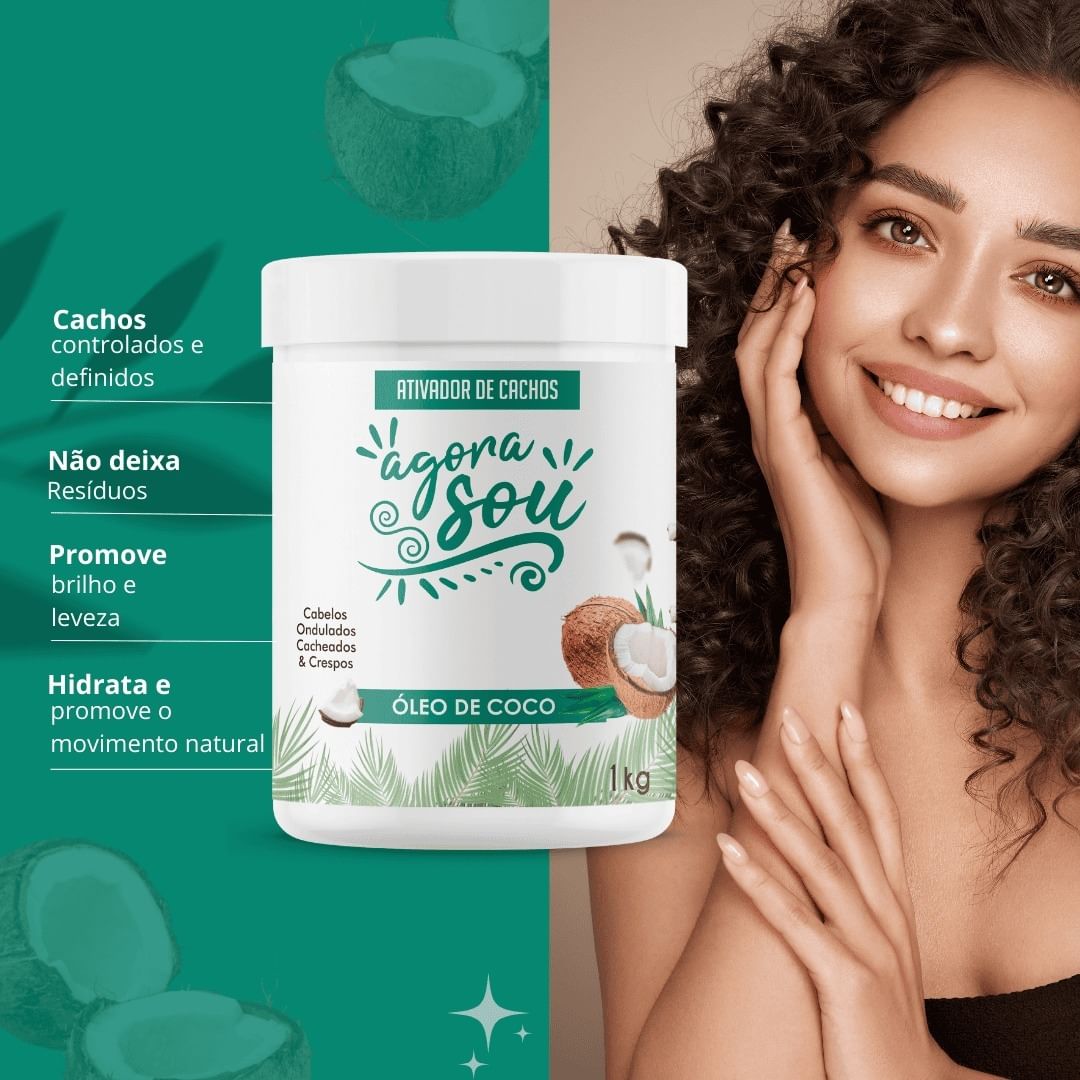 Cachos
controlados e
definidos
Não deixa
Resíduos
Promove
brilho e
leveza
Hidrata e
promove o
movimento natural
ATIVADOR DE CACHOS
agora
sou
Cabelos
Ondulados
Cacheados
& Crespos
ÓLEO DE COCO
1kg